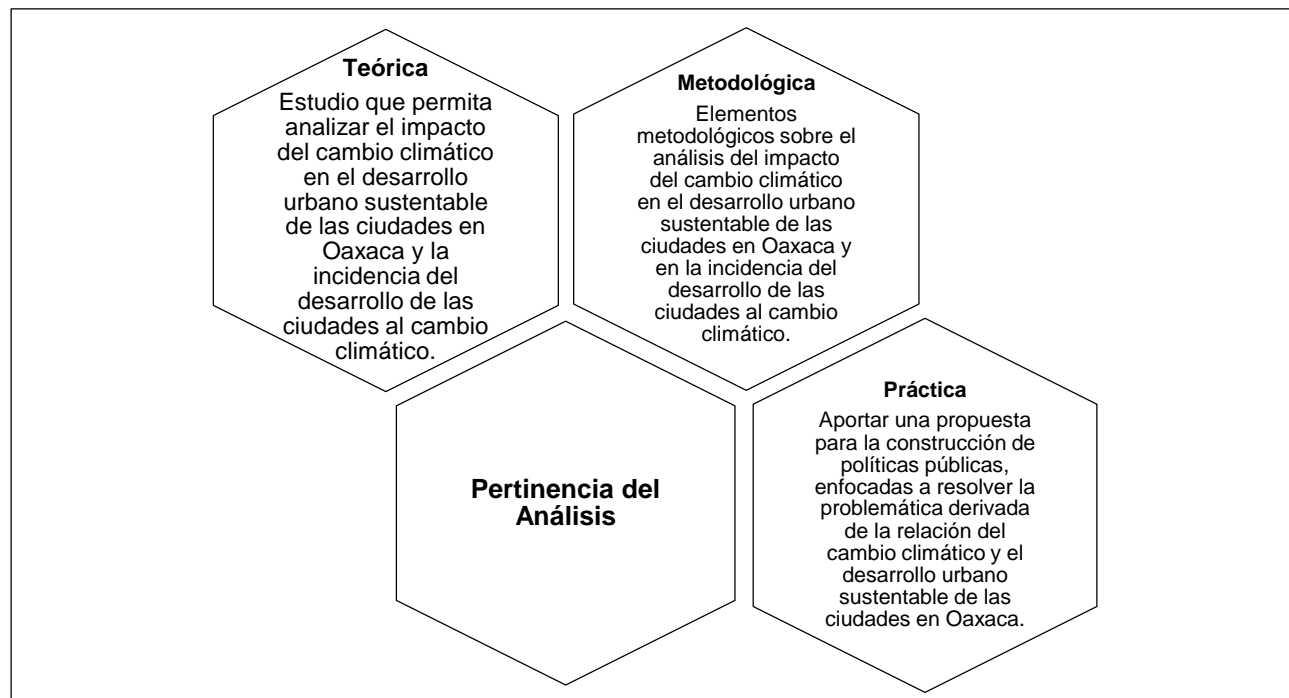 Teórica
Estudio que permita
analizar el impacto
del cambio climático
en el desarrollo
urbano sustentable
de las ciudades en
Oaxaca y la
incidencia del
desarrollo de las
ciudades al cambio
climático.
Metodológica
Elementos
metodológicos sobre el
análisis del impacto
del cambio climático
en el desarrollo urbano
sustentable de las
ciudades en Oaxaca y
en la incidencia del
desarrollo de las
ciudades al cambio
climático.
Pertinencia del
Análisis
Práctica
Aportar una propuesta
para la construcción de
políticas públicas,
enfocadas a resolver la
problemática derivada
de la relación del
cambio climático y el
desarrollo urbano
sustentable de las
ciudades en Oaxaca.